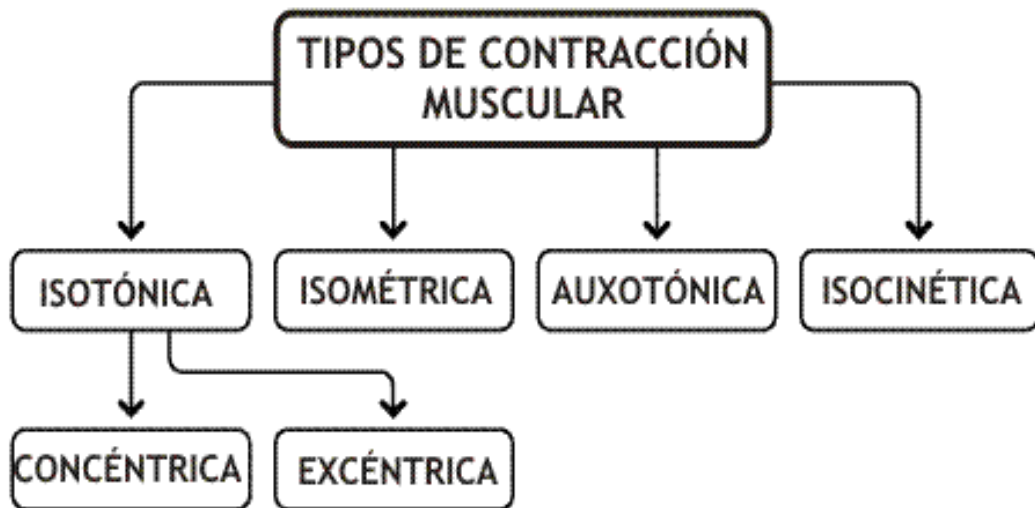 TIPOS DE CONTRACCIÓN
MUSCULAR
ISOTÓNICA
ISOMÉTRICA
AUXOTÓNICA
ISOCINÉTICA
CONCÉNTRICA
EXCÉNTRICA